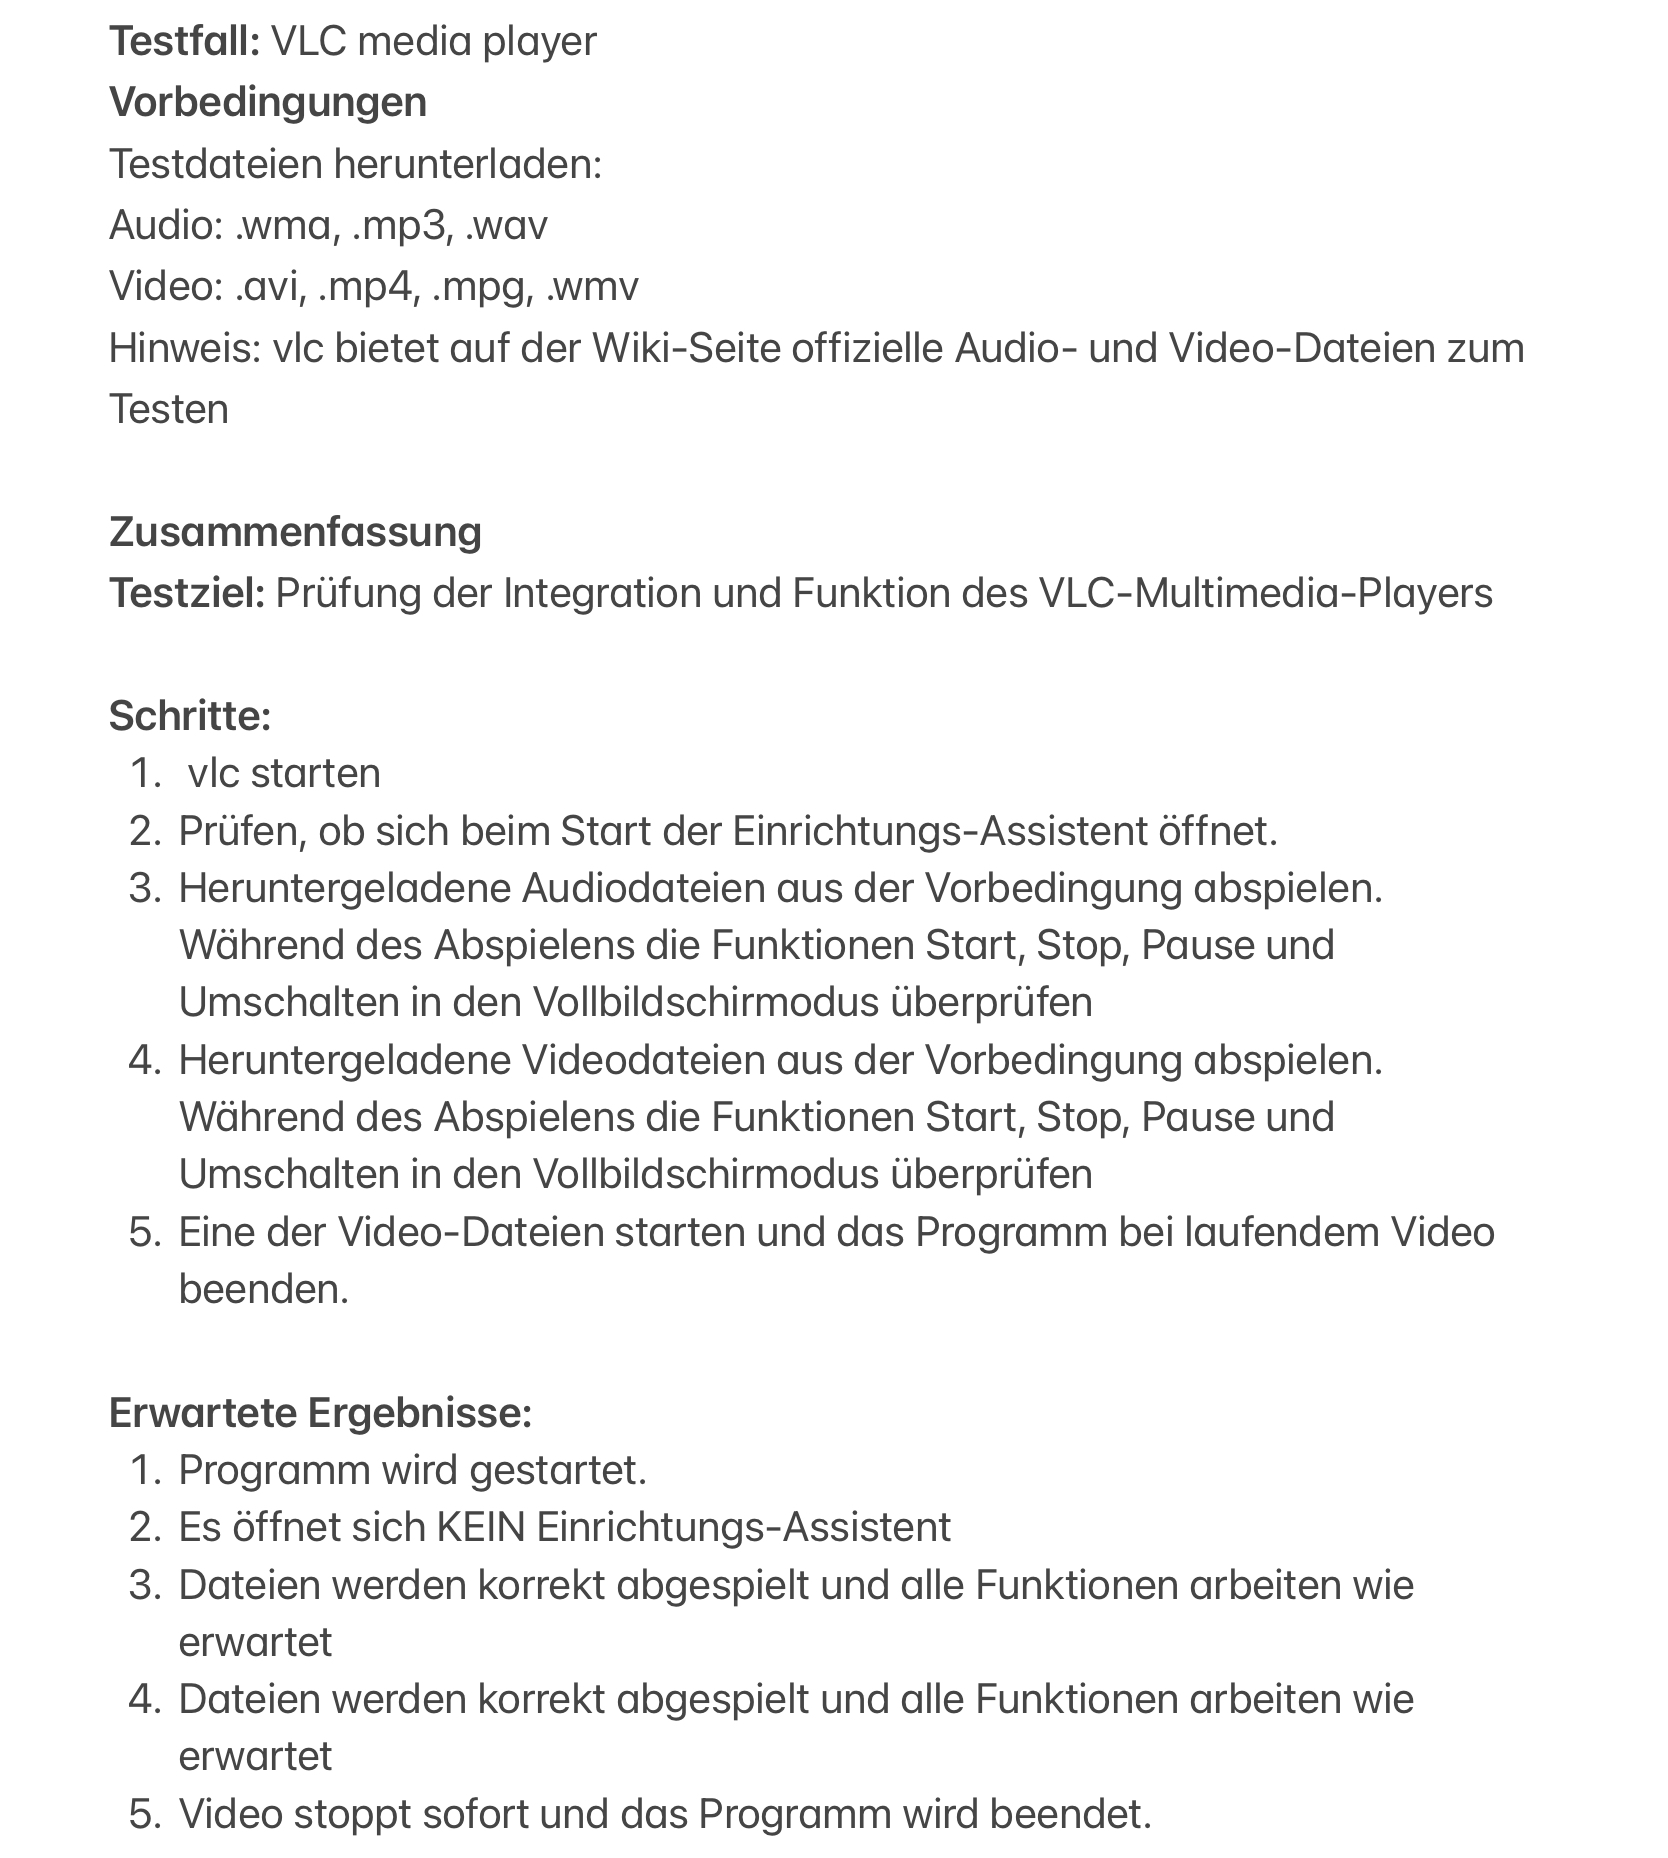 Testfall: VLC media player
Vorbedingungen
Testdateien herunterladen:
Audio: .wma, .mp3, .wav
Video: .avi, .mp4, .mpg, .wmv
Hinweis: vlc bietet auf der Wiki-Seite offizielle Audio- und Video-Dateien zum
Testen
Zusammenfassung
Testziel: Prüfung der Integration und Funktion des VLC-Multimedia-Players
Schritte:
1. vlc starten
2. Prüfen, ob sich beim Start der Einrichtungs-Assistent öffnet.
3. Heruntergeladene Audiodateien aus der Vorbedingung abspielen.
Während des Abspielens die Funktionen Start, Stop, Pause und
Umschalten in den Vollbildschirmodus überprüfen
4. Heruntergeladene Videodateien aus der Vorbedingung abspielen.
Während des Abspielens die Funktionen Start, Stop, Pause und
Umschalten in den Vollbildschirmodus überprüfen
5. Eine der Video-Dateien starten und das Programm bei laufendem Video
beenden.
Erwartete Ergebnisse:
1. Programm wird gestartet.
2. Es öffnet sich KEIN Einrichtungs-Assistent
3. Dateien werden korrekt abgespielt und alle Funktionen arbeiten wie
erwartet
4. Dateien werden korrekt abgespielt und alle Funktionen arbeiten wie
erwartet
5. Video stoppt sofort und das Programm wird beendet.